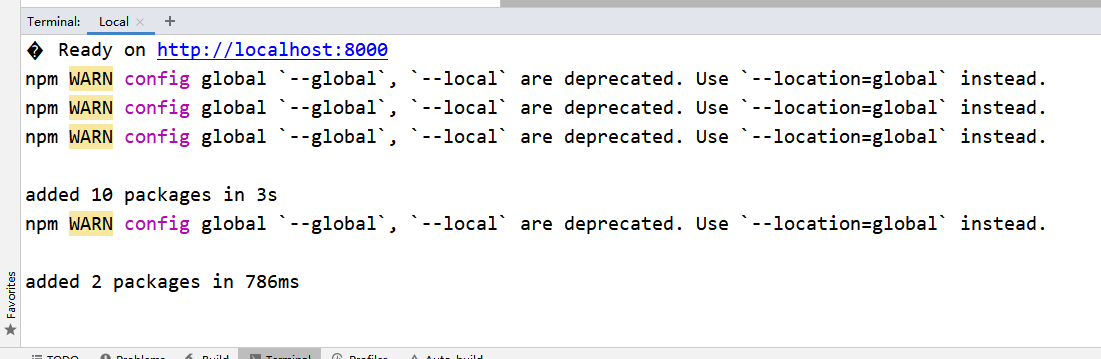 Terminal: Local × +
� Ready on http://localhost:8000
npm WARN config global `--global`, `--local` are deprecated. Use `--location=global` instead.
npm WARN config global `--global`, `--local` are deprecated. Use `--location=global` instead.
npm WARN config global `--global`, `--local` are deprecated. Use `--location=global` instead.
added 10 packages in 3s
npm WARN config global `--global`, `--local` are deprecated. Use `--location=global` instead.
added 2 packages in 786ms
Favorites
TODO Problems Build Terminal Profiler Auto-build